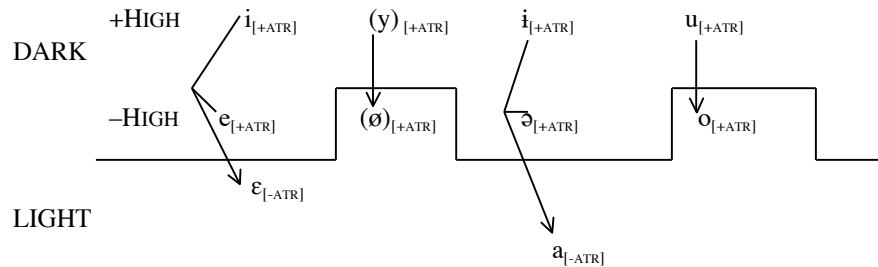 +HIGH i[+ATR] (y) [+ATR] ɨ[+ATR] u[+ATR]
DARK
–HIGH e[+ATR] (ø)[+ATR] ə[+ATR] o[+ATR]
ε[-ATR]
LIGHT
a[-ATR]